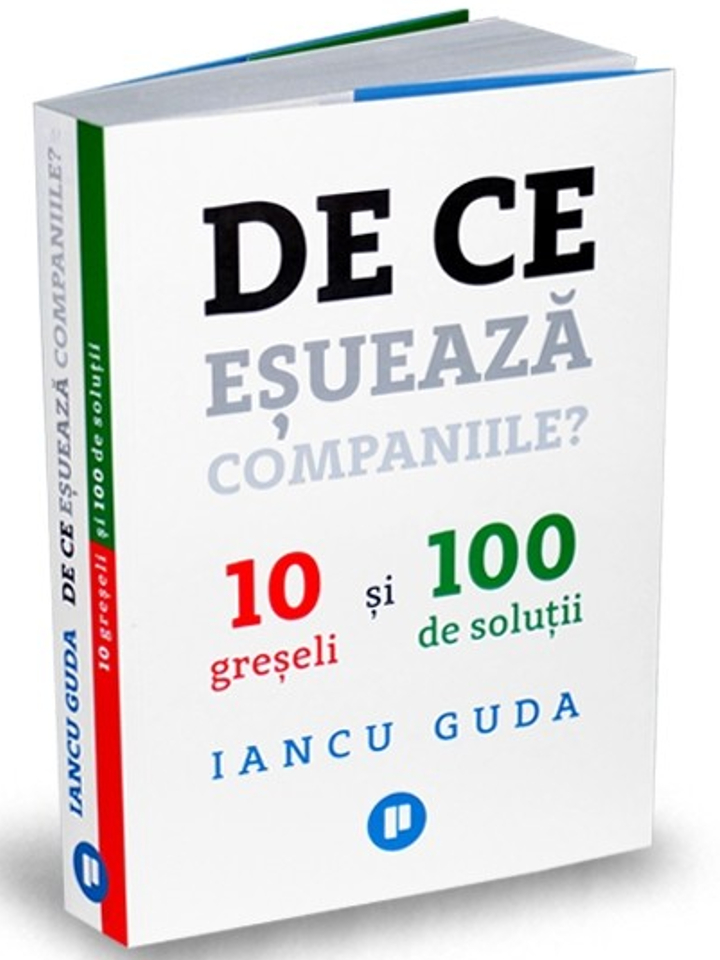 DE CE
EȘUEAZĂ
COMPANIILE?
10 și 100
greșeli de soluții
IANCU GUDA
IANCU GUDA DE CE EȘUEAZĂ COMPANIILE?
10 greșeli și 100 de soluții